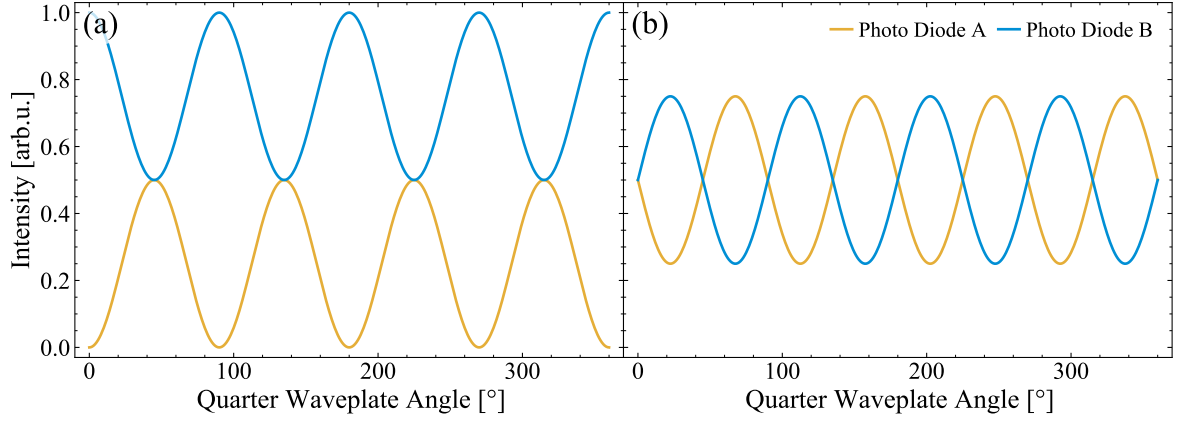 (a)
(b)
Photo Diode A
Photo Diode B
1.0
0.8
0.6
0.4
0.2
0.0
Intensity [arb.u.]
0
100
200
300
0
100
200
300
Quarter Waveplate Angle [°]
Quarter Waveplate Angle [°]